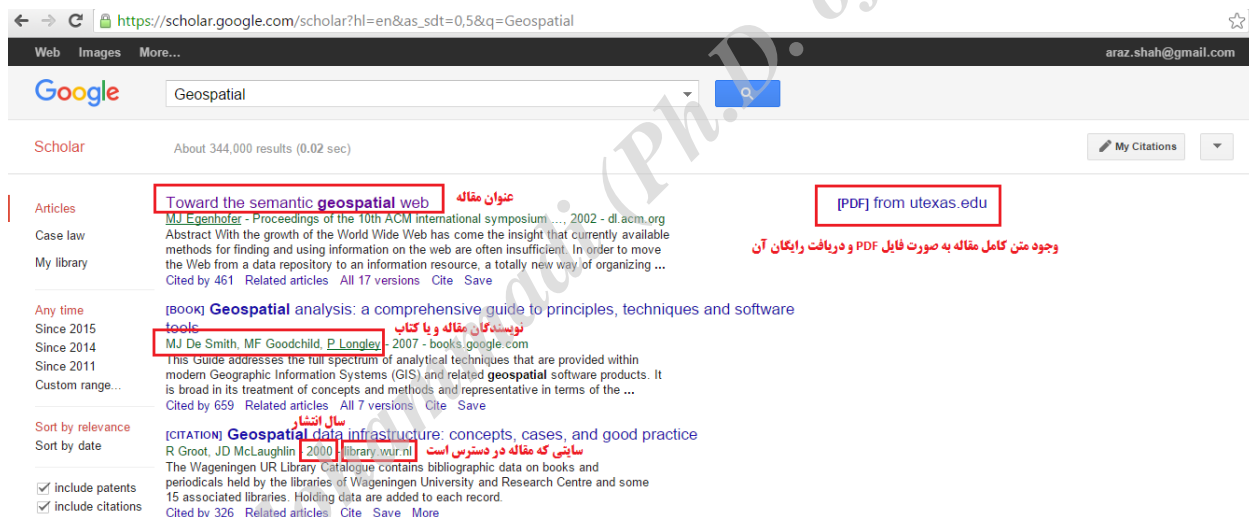 https://scholar.google.com/scholar?hl=en&as_sdt=0,5&q=Geospatial
Web Images More... araz.shah@gmail.com
Google Geospatial
Scholar About 344,000 results (0.02 sec) My Citations
Toward the semantic geospatial web عنوان مقاله [PDF] from utexas.edu
MJ Egenhofer - Proceedings of the 10th ACM international symposium ..., 2002 - dl.acm.org
Abstract With the growth of the World Wide Web has come the insight that currently available
methods for finding and using information on the web are often insufficient. In order to move
the Web from a data repository to an information resource, a totally new way of organizing ...
Cited by 461 Related articles All 17 versions Cite Save
وجود متن کامل مقاله به صورت فایل PDF و دریافت رایگان آن
Articles
Case law
My library
[BOOK] Geospatial analysis: a comprehensive guide to principles, techniques and software
tools نویسندگان مقاله و یا کتاب
MJ De Smith, MF Goodchild, P Longley - 2007 - books.google.com
This Guide addresses the full spectrum of analytical techniques that are provided within
modern Geographic Information Systems (GIS) and related geospatial software products. It
is broad in its treatment of concepts and methods and representative in terms of the ...
Cited by 659 Related articles All 7 versions Cite Save
Any time
Since 2015
Since 2014
Since 2011
Custom range...
سال انتشار
[CITATION] Geospatial data infrastructure: concepts, cases, and good practice
R Groot, JD McLaughlin - 2000 - library.wur.nl سایتی که مقاله در دسترس است
The Wageningen UR Library Catalogue contains bibliographic data on books and
periodicals held by the libraries of Wageningen University and Research Centre and some
15 associated libraries. Holding data are added to each record.
Cited by 326 Related articles Cite Save More
Sort by relevance
Sort by date
include patents
include citations
(Ph.D.